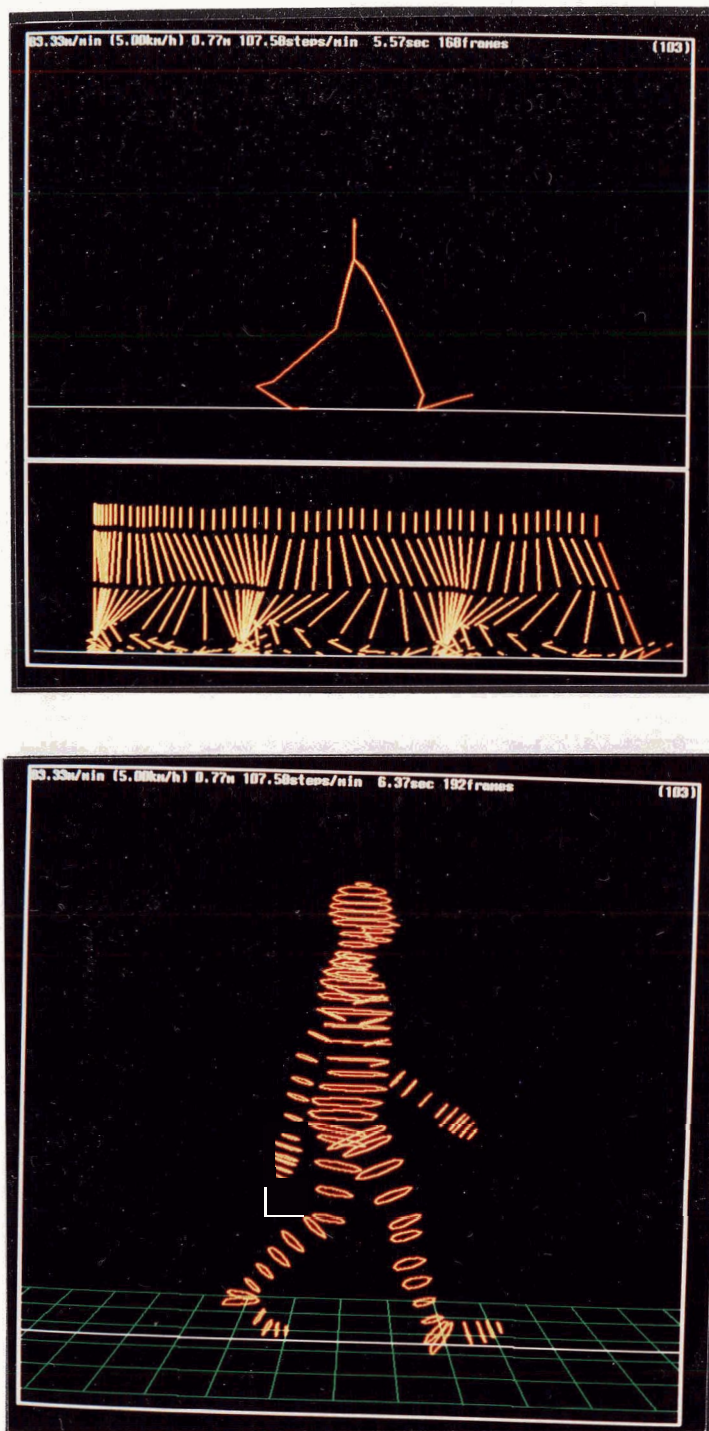 83.33m/min (5.00km/h) 0.77m 107.50steps/min 5.57sec 168frames (103)
83.33m/min (5.00km/h) 0.77m 107.50steps/min 6.37sec 192frames (103)